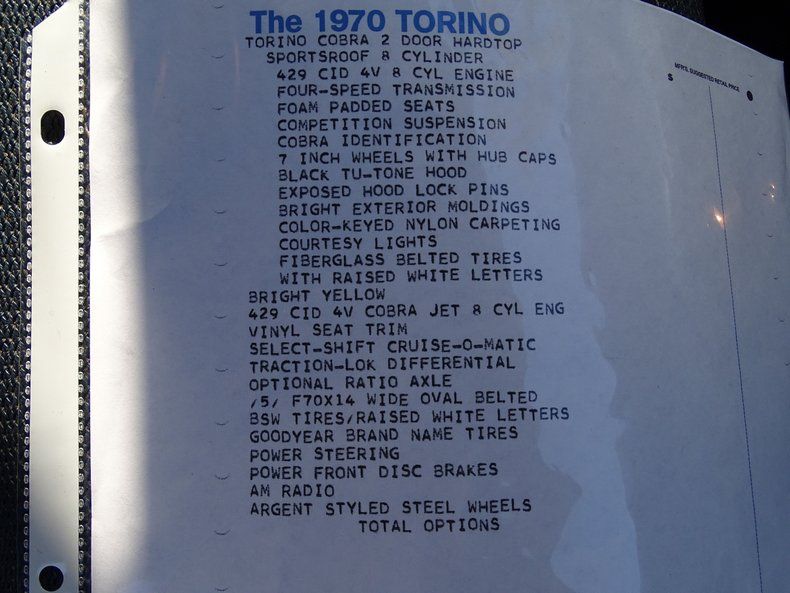 The 1970 TORINO
MFR'S. SUGGESTED RETAIL PRICE
$
TORINO COBRA 2 DOOR HARDTOP
SPORTSROOF 8 CYLINDER
429 CID 4V 8 CYL ENGINE
FOUR-SPEED TRANSMISSION
FOAM PADDED SEATS
COMPETITION SUSPENSION
COBRA IDENTIFICATION
7 INCH WHEELS WITH HUB CAPS
BLACK TU-TONE HOOD
EXPOSED HOOD LOCK PINS
BRIGHT EXTERIOR MOLDINGS
COLOR-KEYED NYLON CARPETING
COURTESY LIGHTS
FIBERGLASS BELTED TIRES
WITH RAISED WHITE LETTERS
BRIGHT YELLOW
429 CID 4V COBRA JET 8 CYL ENG
VINYL SEAT TRIM
SELECT-SHIFT CRUISE-O-MATIC
TRACTION-LOK DIFFERENTIAL
OPTIONAL RATIO AXLE
/5/ F70X14 WIDE OVAL BELTED
BSW TIRES/RAISED WHITE LETTERS
GOODYEAR BRAND NAME TIRES
POWER STEERING
POWER FRONT DISC BRAKES
AM RADIO
ARGENT STYLED STEEL WHEELS
TOTAL OPTIONS